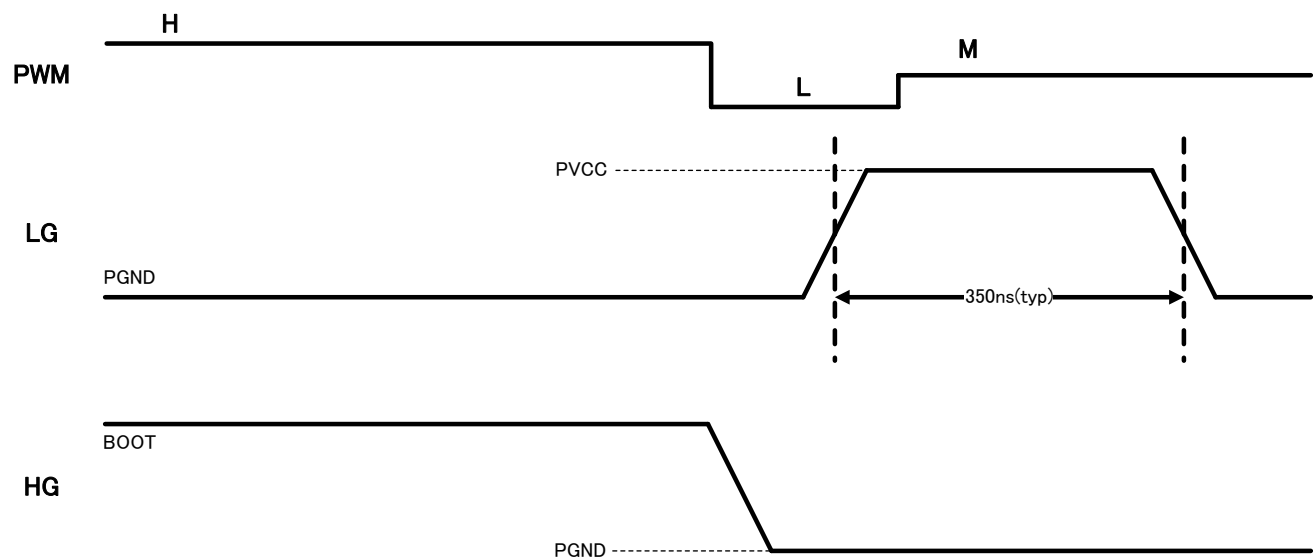 H
M
PWM
L
PVCC
LG
PGND
350ns(typ)
BOOT
HG
PGND